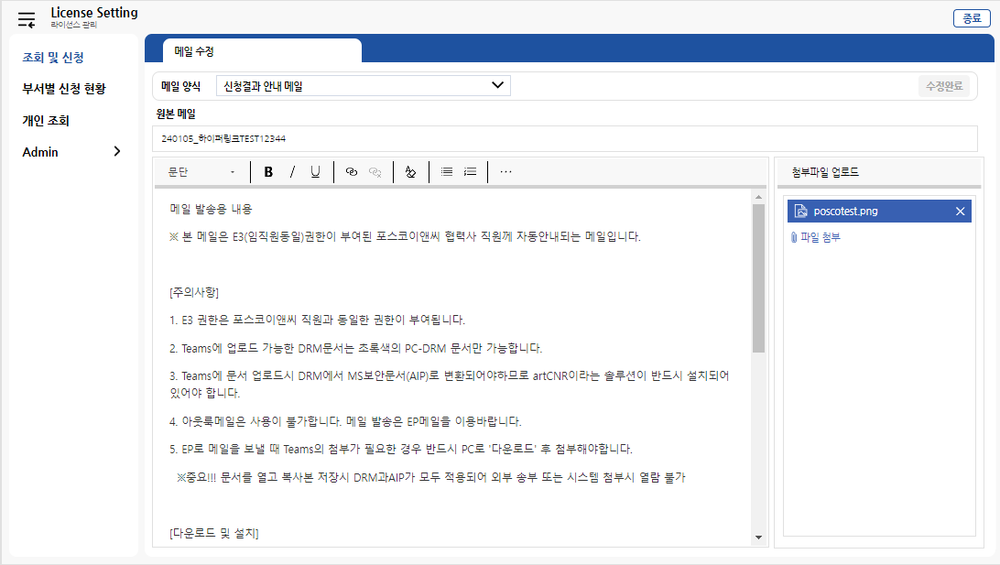 License Setting
라이선스 관리
종료
조회 및 신청
부서별 신청 현황
개인 조회
Admin
메일 수정
메일 양식
신청결과 안내 메일
수정완료
원본 메일
240105_하이퍼링크TEST12344
문단
B I U
첨부파일 업로드
poscotest.png
파일 첨부
메일 발송용 내용
※ 본 메일은 E3(임직원동일)권한이 부여된 포스코이앤씨 협력사 직원께 자동안내되는 메일입니다.
[주의사항]
1. E3 권한은 포스코이앤씨 직원과 동일한 권한이 부여됩니다.
2. Teams에 업로드 가능한 DRM문서는 초록색의 PC-DRM 문서만 가능합니다.
3. Teams에 문서 업로드시 DRM에서 MS보안문서(AIP)로 변환되어야하므로 artCNR이라는 솔루션이 반드시 설치되어
있어야 합니다.
4. 아웃룩메일은 사용이 불가합니다. 메일 발송은 EP메일을 이용바랍니다.
5. EP로 메일을 보낼 때 Teams의 첨부가 필요한 경우 반드시 PC로 '다운로드' 후 첨부해야합니다.
※중요!!! 문서를 열고 복사본 저장시 DRM과AIP가 모두 적용되어 외부 송부 또는 시스템 첨부시 열람 불가
[다운로드 및 설치]